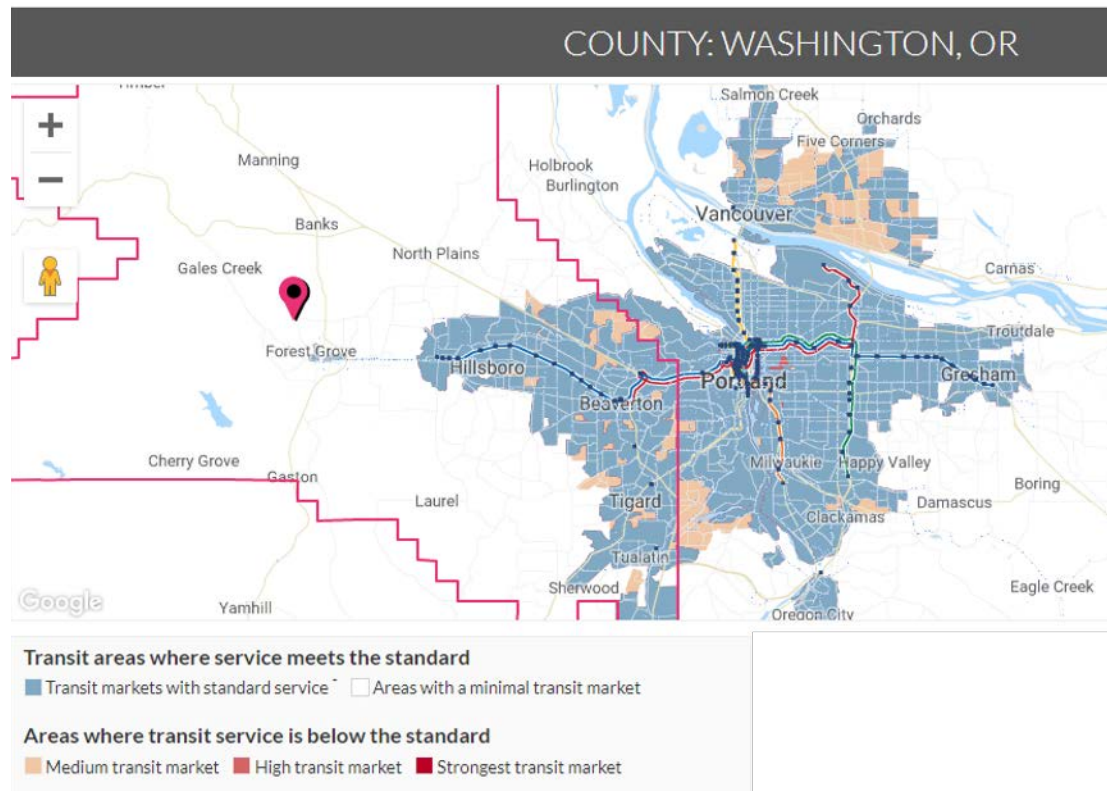 COUNTY: WASHINGTON, OR
+
Salmon Creek
Orchards
Five Corners
Manning
Holbrook
Burlington
−
Vancouver
Banks
North Plains
Gales Creek
Camas
Troutdale
Forest Grove
Hillsboro
Portland
Gresham
Beaverton
Cherry Grove
Milwaukie
Happy Valley
Gaston
Boring
Laurel
Tigard
Damascus
Clackamas
Tualatin
Sherwood
Eagle Creek
Google
Yamhill
Oregon City
Transit areas where service meets the standard
Transit markets with standard service - Areas with a minimal transit market
Areas where transit service is below the standard
Medium transit market High transit market Strongest transit market